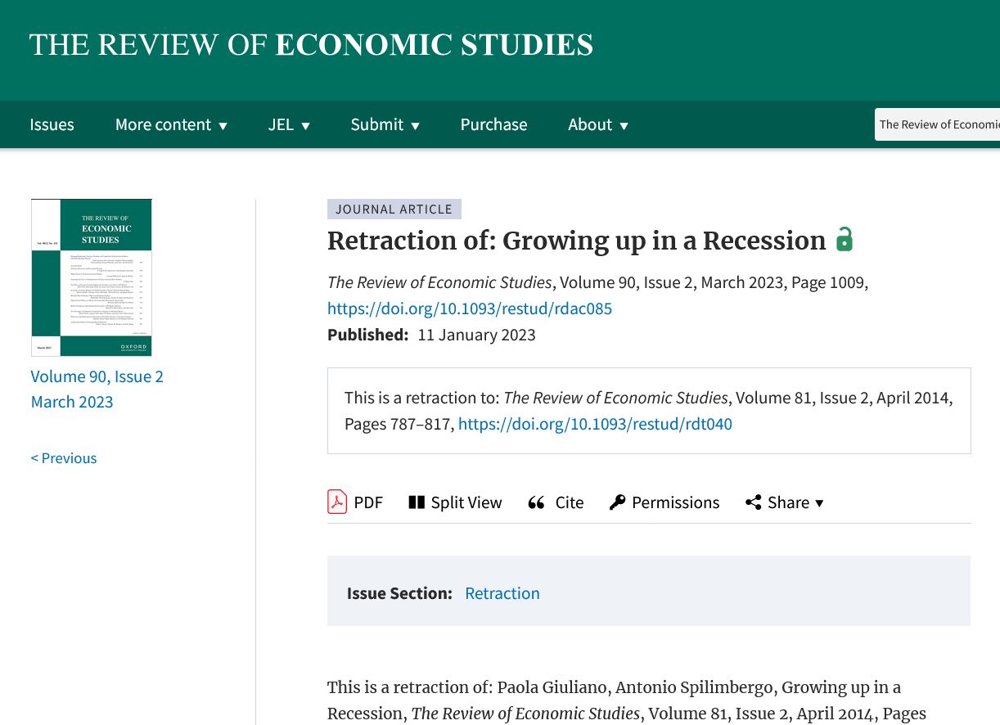 THE REVIEW OF ECONOMIC STUDIES
Issues More content JEL Submit Purchase About The Review of Economic
THE REVIEW OF
ECONOMIC
STUDIES
March 2023
OXFORD
UNIVERSITY PRESS
Volume 90, Issue 2
March 2023
< Previous
JOURNAL ARTICLE
Retraction of: Growing up in a Recession
The Review of Economic Studies, Volume 90, Issue 2, March 2023, Page 1009,
https://doi.org/10.1093/restud/rdac085
Published: 11 January 2023
This is a retraction to: The Review of Economic Studies, Volume 81, Issue 2, April 2014,
Pages 787–817, https://doi.org/10.1093/restud/rdt040
PDF Split View Cite Permissions Share
Issue Section: Retraction
This is a retraction of: Paola Giuliano, Antonio Spilimbergo, Growing up in a
Recession, The Review of Economic Studies, Volume 81, Issue 2, April 2014, Pages